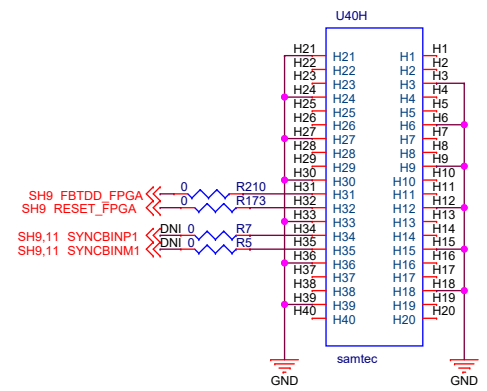 U40H
H21 H21 H1 H1
H22 H22 H2 H2
H23 H23 H3 H3
H24 H24 H4 H4
H25 H25 H5 H5
H26 H26 H6 H6
H27 H27 H7 H7
H28 H28 H8 H8
H29 H29 H9 H9
H30 H30 H10 H10
SH9 FBTDD_FPGA 0 R210 H31 H31 H11 H11
SH9 RESET_FPGA 0 R173 H32 H32 H12 H12
H33 H33 H13 H13
SH9,11 SYNCBINP1 DNI 0 R7 H34 H34 H14 H14
SH9,11 SYNCBINM1 DNI 0 R5 H35 H35 H15 H15
H36 H36 H16 H16
H37 H37 H17 H17
H38 H38 H18 H18
H39 H39 H19 H19
H40 H40 H20 H20
samtec
GND GND